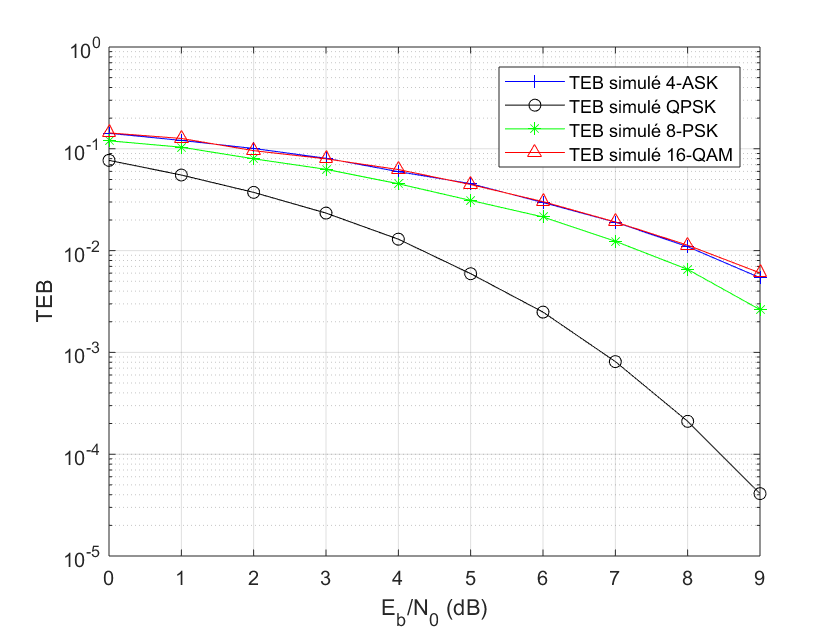 10^0
10^-1
10^-2
10^-3
10^-4
10^-5
TEB
TEB simulé 4-ASK
TEB simulé QPSK
TEB simulé 8-PSK
TEB simulé 16-QAM
0 1 2 3 4 5 6 7 8 9
E_b/N_0 (dB)